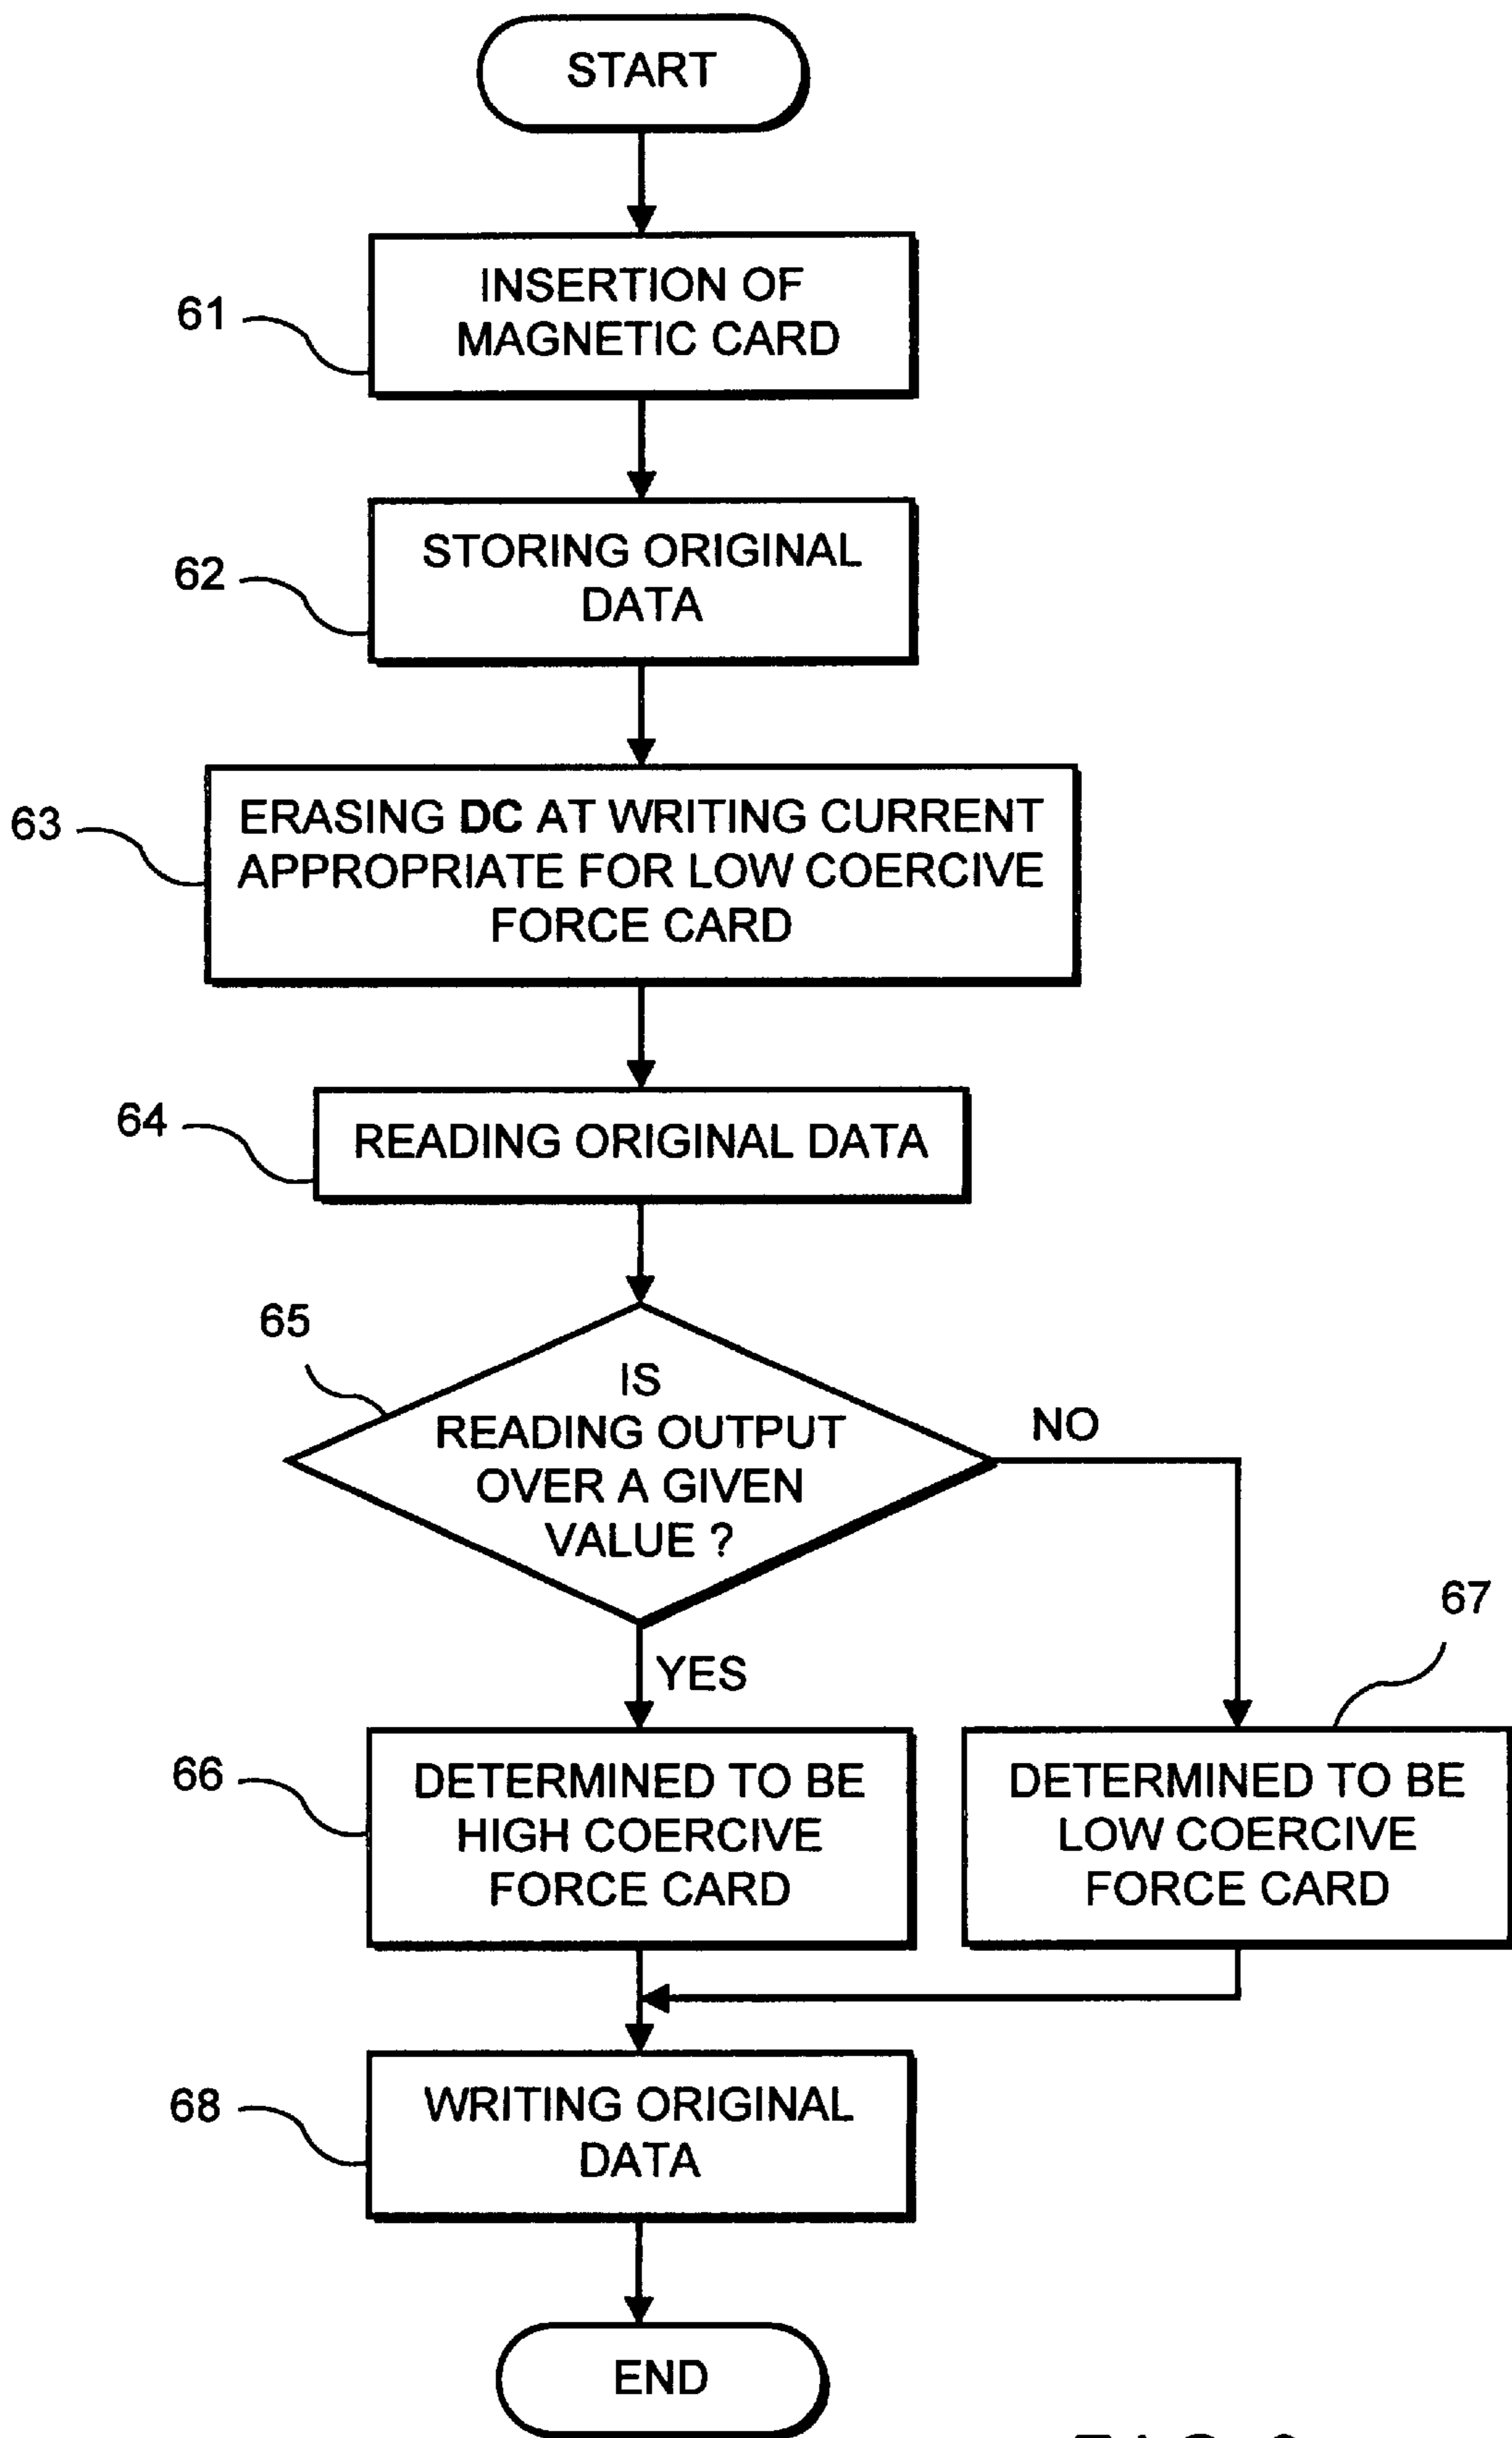 START
61
INSERTION OF
MAGNETIC CARD
62
STORING ORIGINAL
DATA
63
ERASING DC AT WRITING CURRENT
APPROPRIATE FOR LOW COERCIVE
FORCE CARD
64
READING ORIGINAL DATA
65
IS
READING OUTPUT
OVER A GIVEN
VALUE ?
NO
YES
66
DETERMINED TO BE
HIGH COERCIVE
FORCE CARD
67
DETERMINED TO BE
LOW COERCIVE
FORCE CARD
68
WRITING ORIGINAL
DATA
END